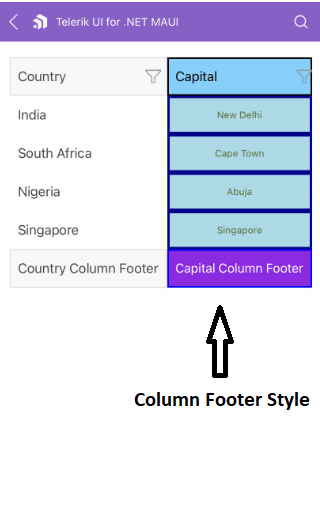 Telerik UI for .NET MAUI
Country Capital
India New Delhi
South Africa Cape Town
Nigeria Abuja
Singapore Singapore
Country Column Footer Capital Column Footer
Column Footer Style